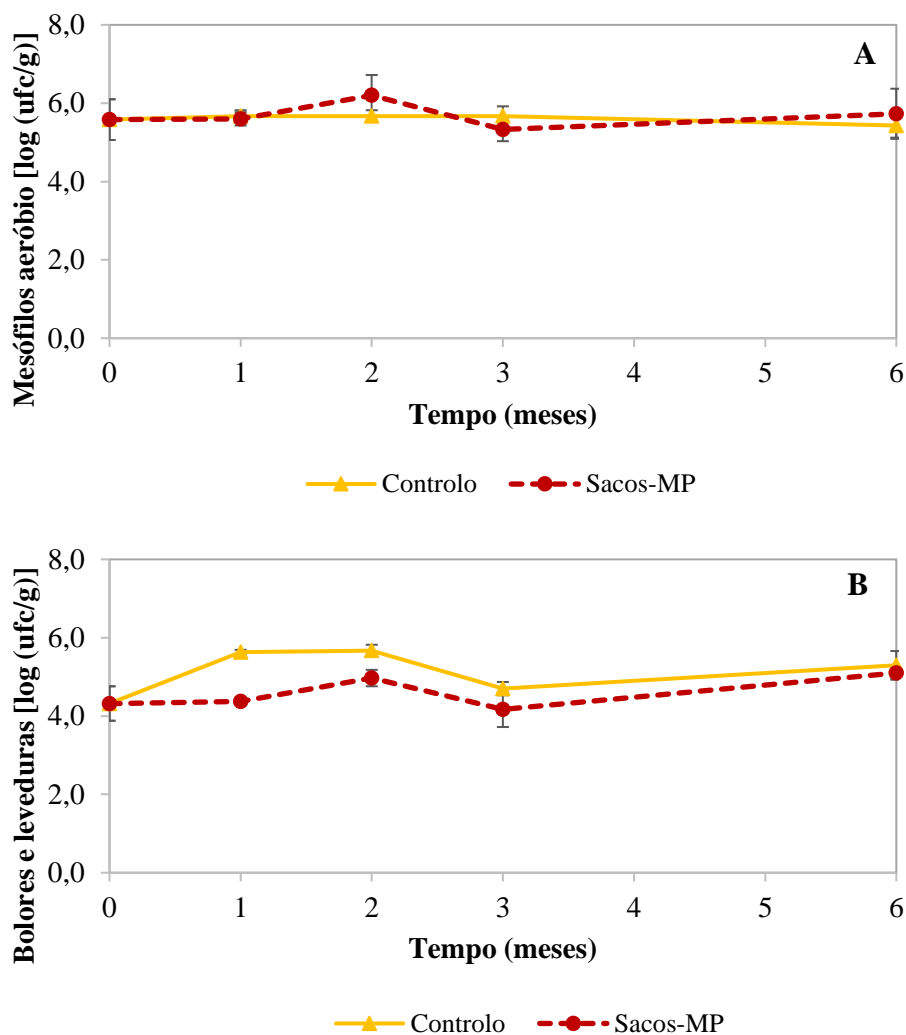 Mesófilos aeróbio [log (ufc/g)]
8,0
6,0
4,0
2,0
0,0
A
0 1 2 3 4 5 6
Tempo (meses)
Controlo Sacos-MP
Bolores e leveduras [log (ufc/g)]
8,0
6,0
4,0
2,0
0,0
B
0 1 2 3 4 5 6
Tempo (meses)
Controlo Sacos-MP